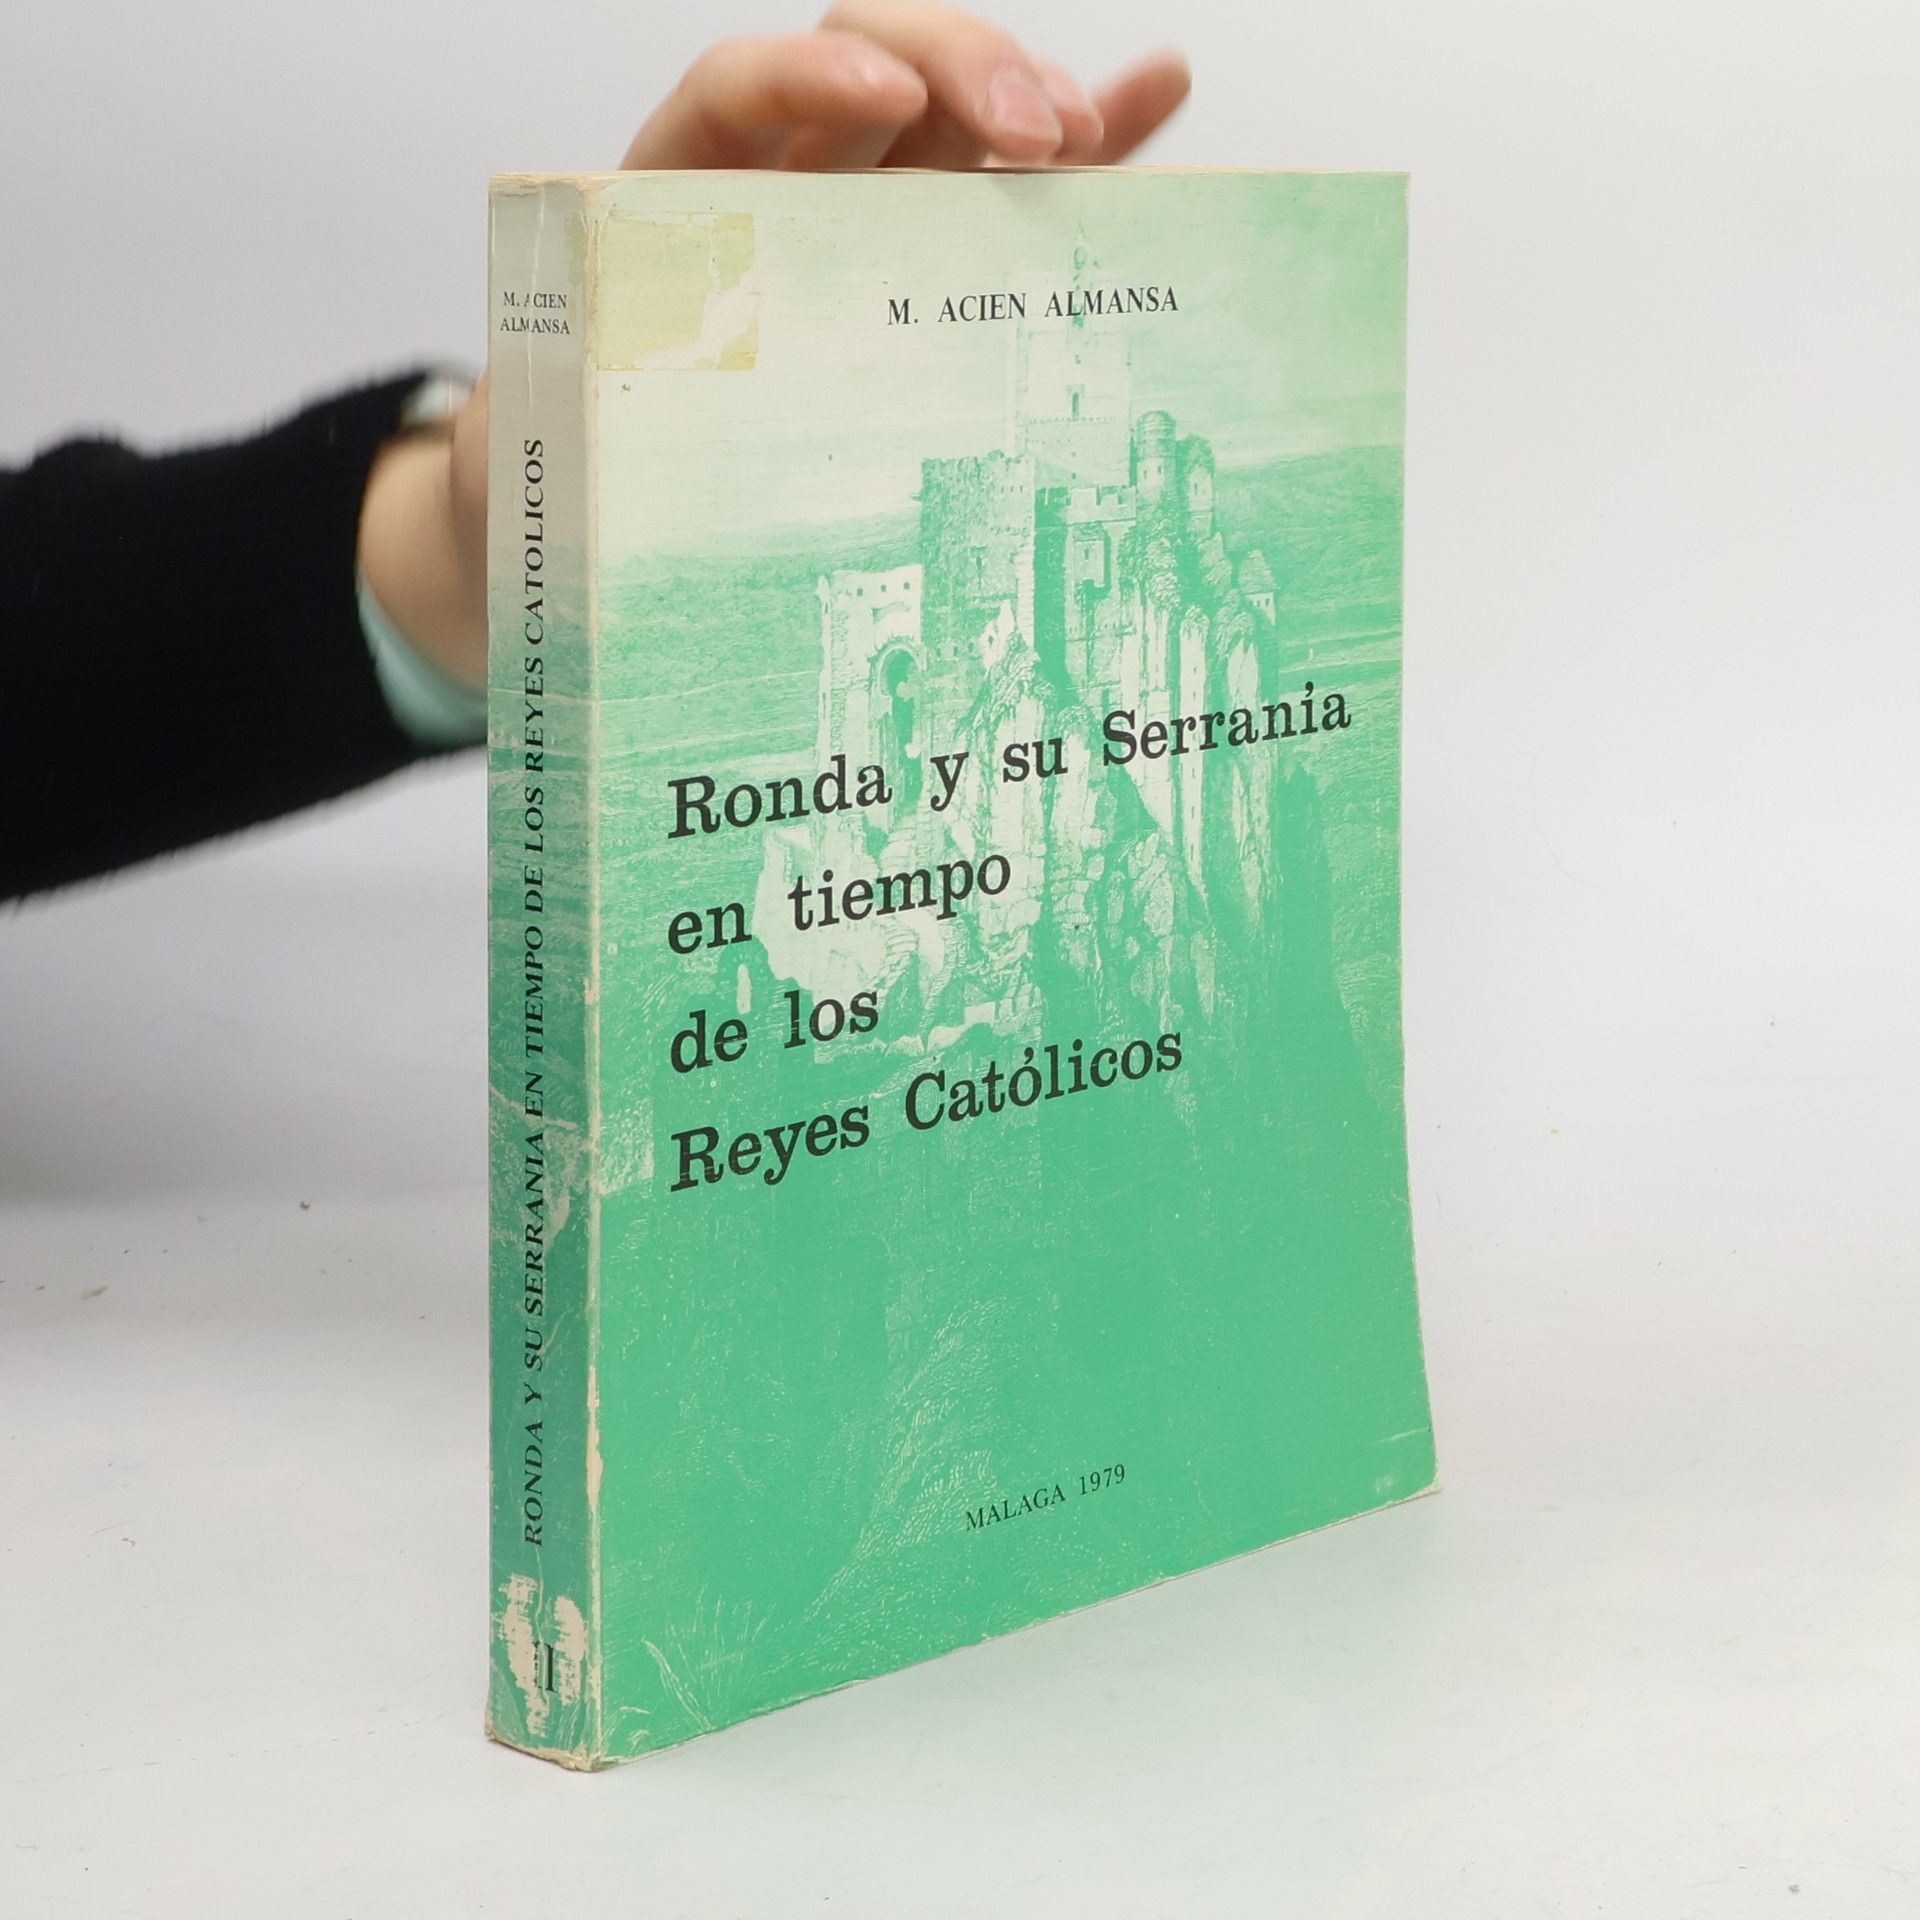 M. ACIEN
ALMANSA
RONDA Y SU SERRANIA EN TIEMPO DE LOS REYES CATOLICOS
M. ACIEN ALMANSA
Ronda y su Serranía
en tiempo
de los
Reyes Católicos
MALAGA 1979